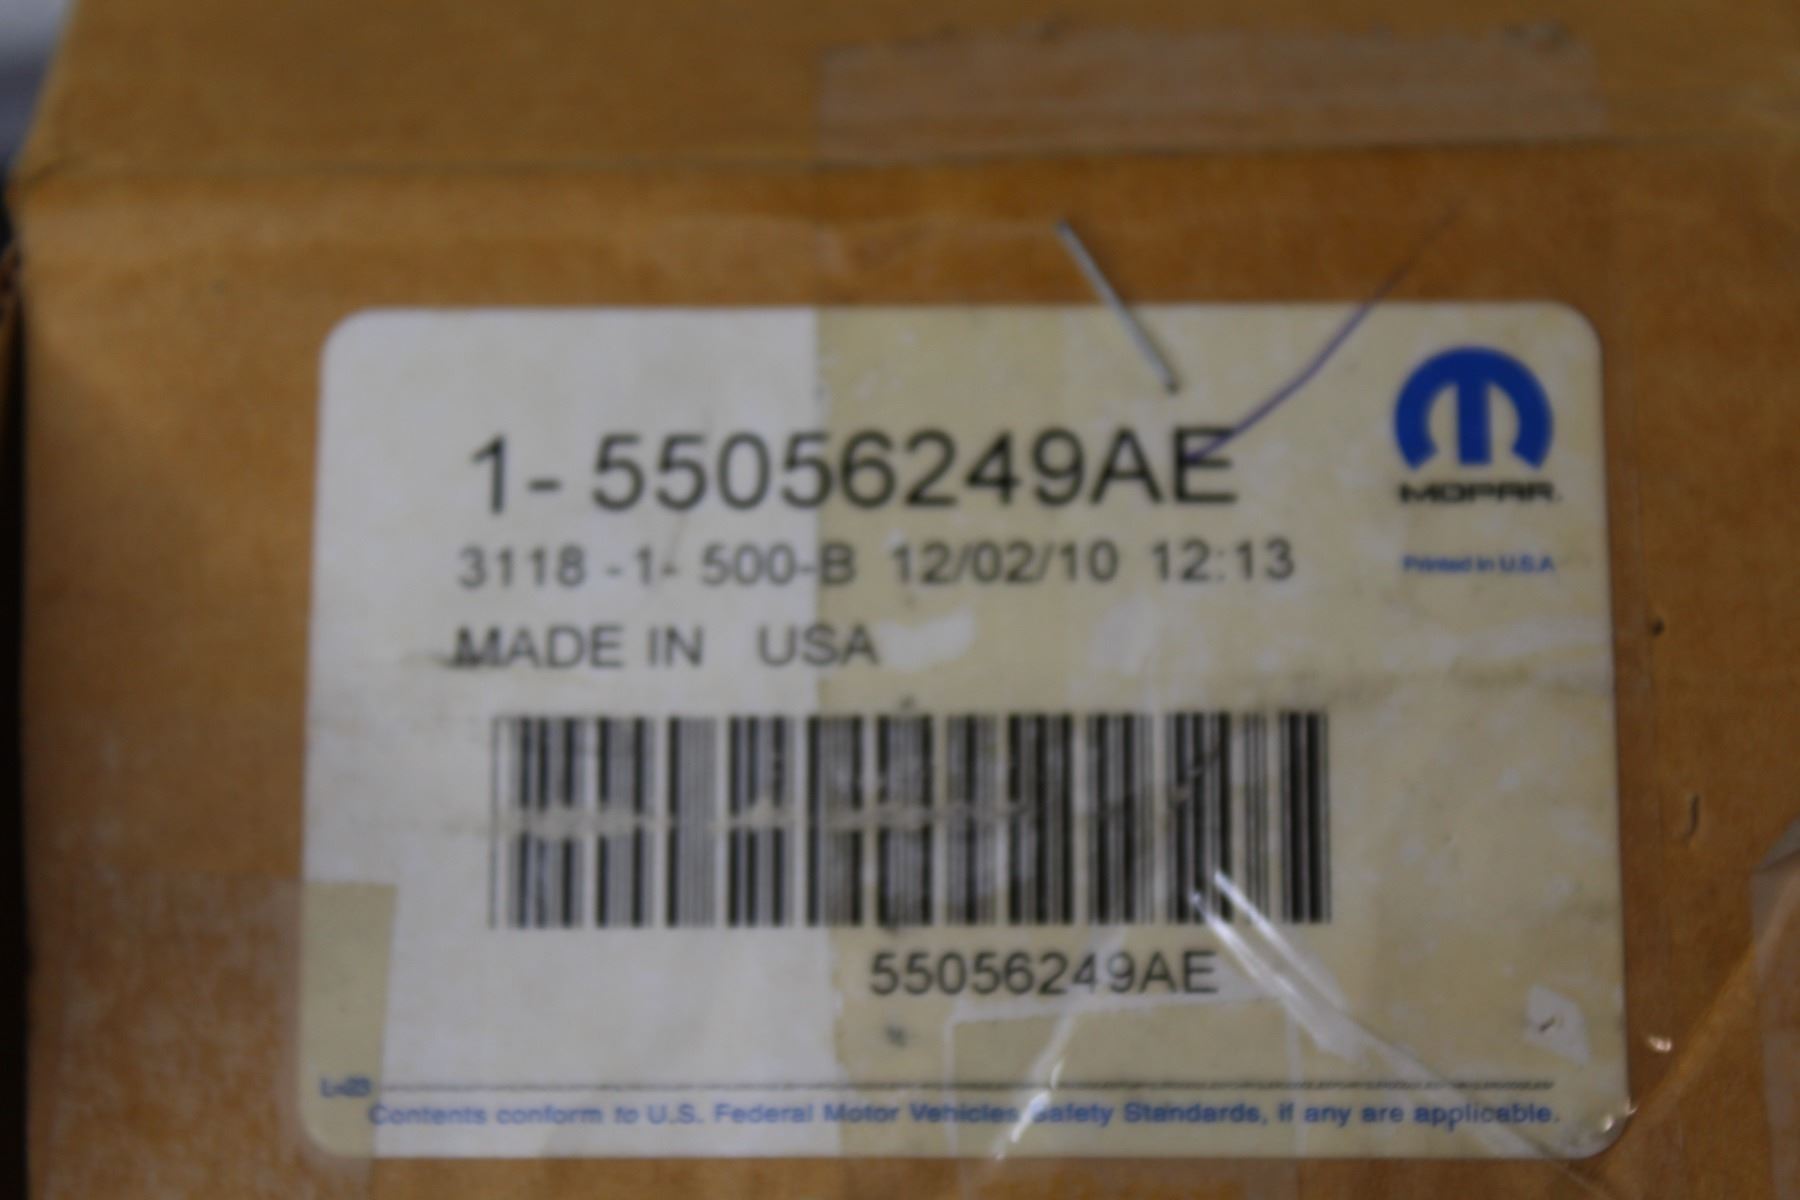 1- 55056249AE
MOPAR.
3118 -1- 500-B 12/02/10 12:13
Printed in U.S.A
MADE IN USA
55056249AE
L-23
Contents conform to U.S. Federal Motor Vehicles Safety Standards, if any are applicable.